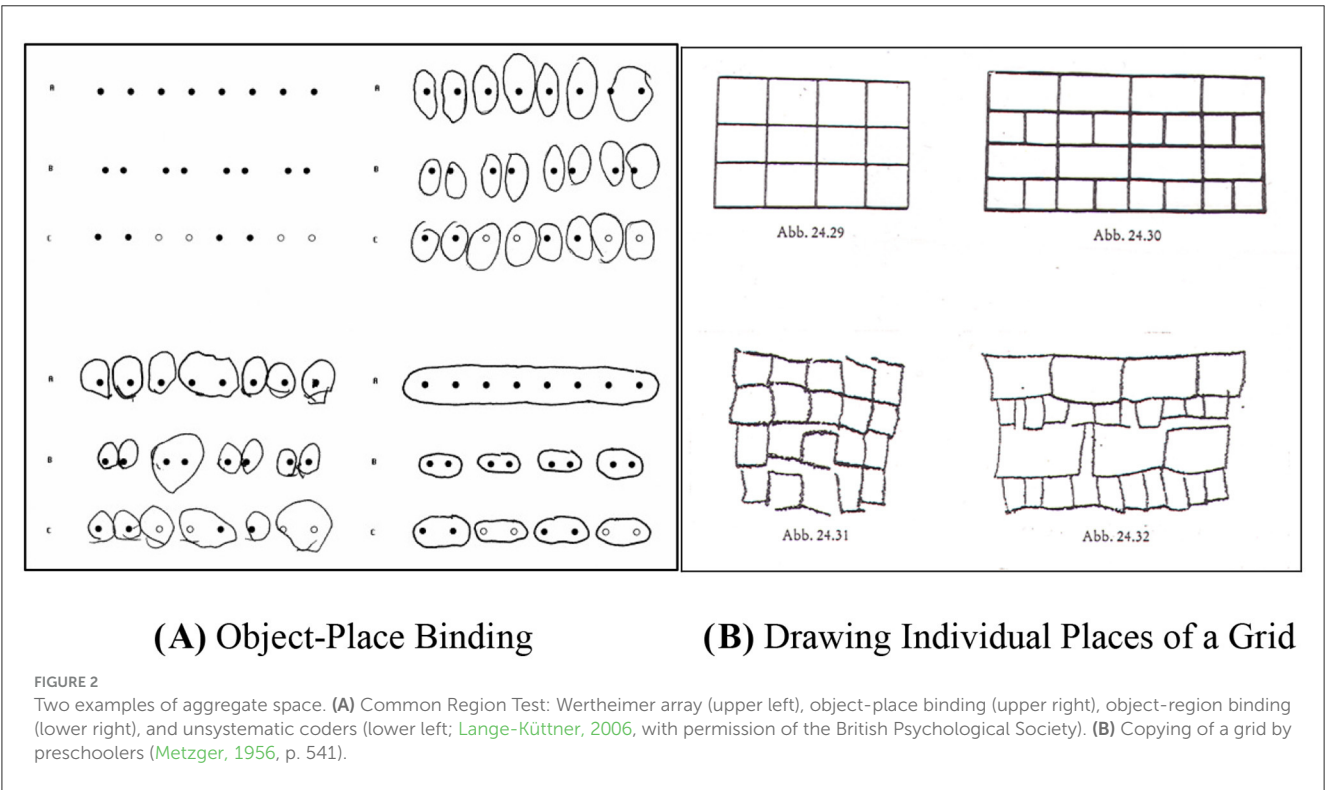 A
A
B
B
C
C
A
A
B
B
C
C
Abb. 24.29
Abb. 24.30
Abb. 24.31
Abb. 24.32
(A) Object-Place Binding
(B) Drawing Individual Places of a Grid
FIGURE 2
Two examples of aggregate space. (A) Common Region Test: Wertheimer array (upper left), object-place binding (upper right), object-region binding
(lower right), and unsystematic coders (lower left; Lange-Küttner, 2006, with permission of the British Psychological Society). (B) Copying of a grid by
preschoolers (Metzger, 1956, p. 541).